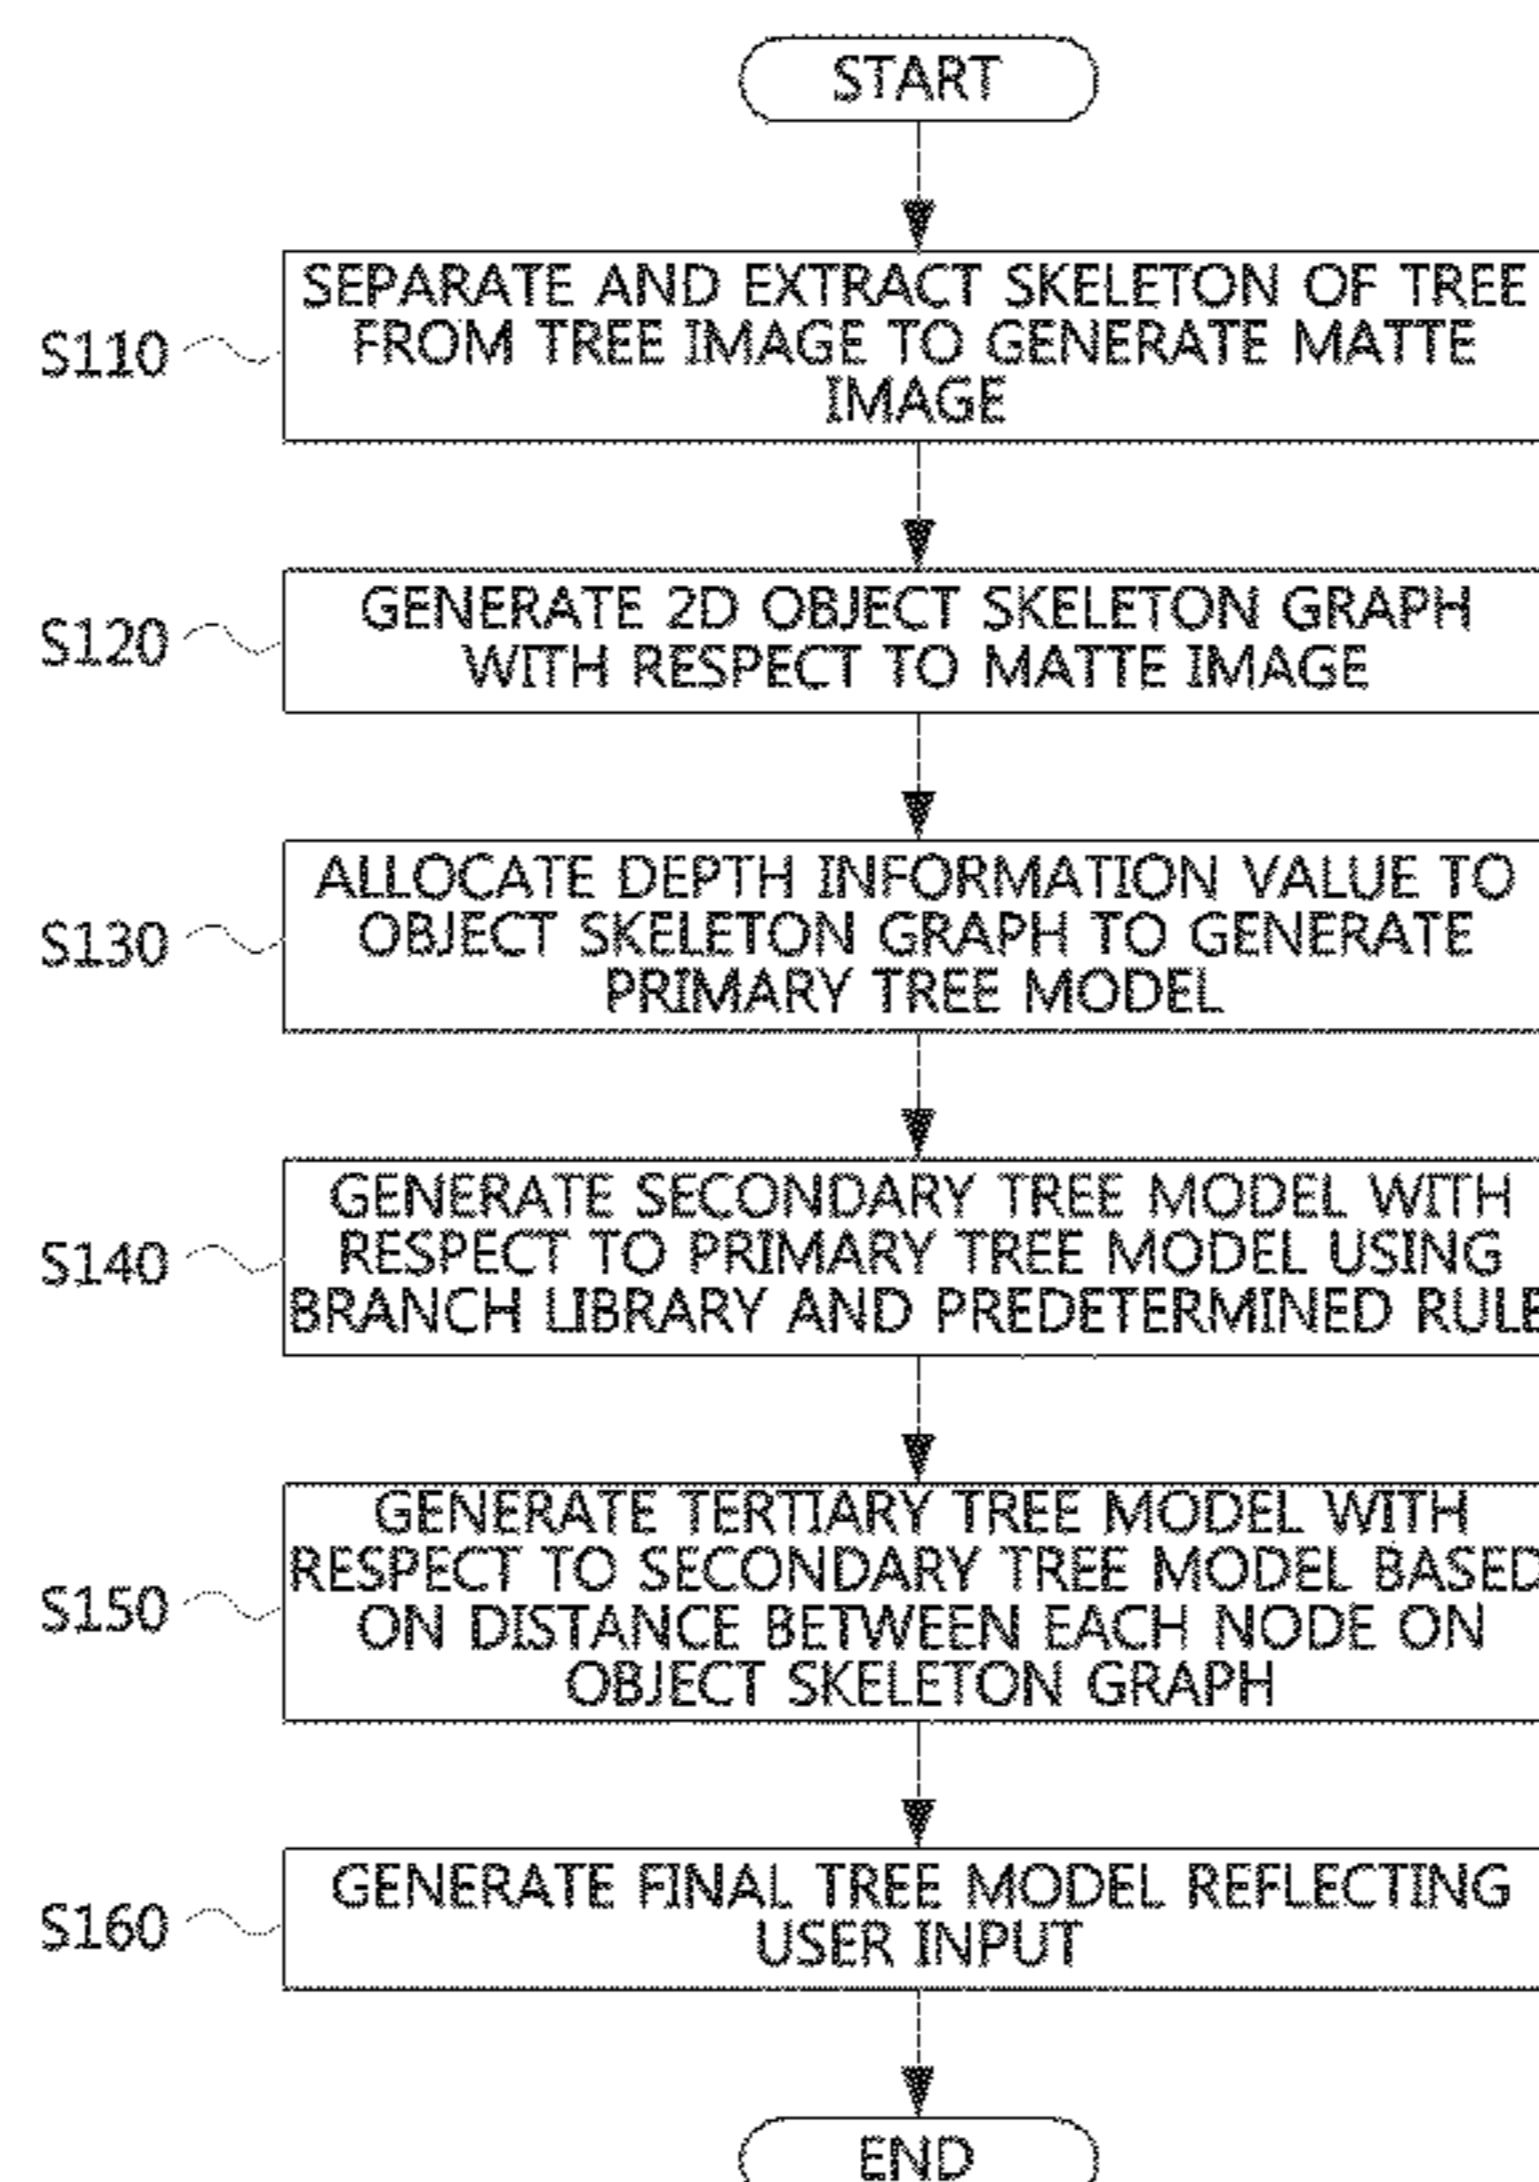 START
S110
SEPARATE AND EXTRACT SKELETON OF TREE
FROM TREE IMAGE TO GENERATE MATTE
IMAGE
S120
GENERATE 2D OBJECT SKELETON GRAPH
WITH RESPECT TO MATTE IMAGE
S130
ALLOCATE DEPTH INFORMATION VALUE TO
OBJECT SKELETON GRAPH TO GENERATE
PRIMARY TREE MODEL
S140
GENERATE SECONDARY TREE MODEL WITH
RESPECT TO PRIMARY TREE MODEL USING
BRANCH LIBRARY AND PREDETERMINED RULE
S150
GENERATE TERTIARY TREE MODEL WITH
RESPECT TO SECONDARY TREE MODEL BASED
ON DISTANCE BETWEEN EACH NODE ON
OBJECT SKELETON GRAPH
S160
GENERATE FINAL TREE MODEL REFLECTING
USER INPUT
END